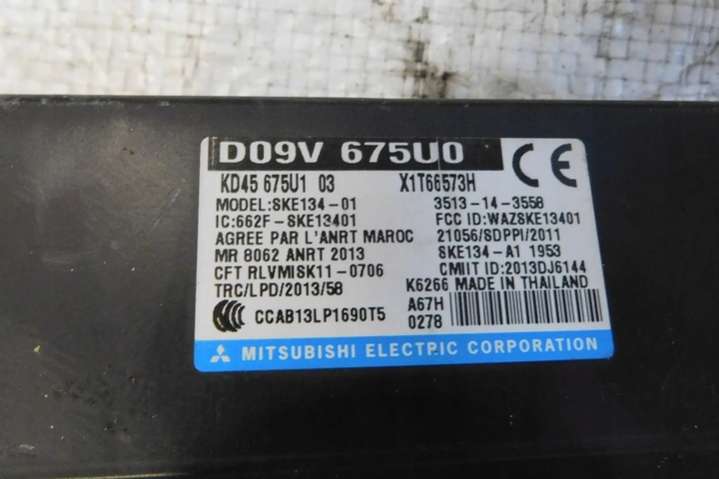 D09V 675U0
KD45 675U1 03 X1T66573H
MODEL:SKE134-01 3513-14-3558
IC:662F-SKE13401 FCC ID:WAZSKE13401
AGREE PAR L'ANRT MAROC 21056/SDPPI/2011
MR 8062 ANRT 2013 SKE134-A1 1953
CFT RLVMISK11-0706 CMIIT ID:2013DJ6144
TRC/LPD/2013/58 K6266 MADE IN THAILAND
CCAB13LP1690T5 A67H
0278
CE
MITSUBISHI ELECTRIC CORPORATION